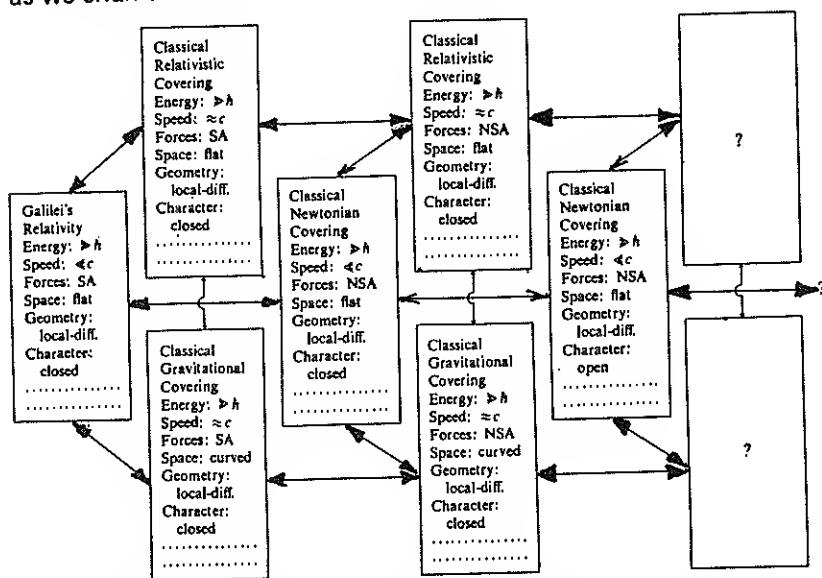 as we
Classical
Relativistic
Covering
Energy: ≫ℏ
Speed: ≈c
Forces: SA
Space: flat
Geometry:
local-diff.
Character:
closed
Classical
Relativistic
Covering
Energy: ≫ℏ
Speed: ≈c
Forces: NSA
Space: flat
Geometry:
local-diff.
Character:
closed
?
Galilei's
Relativity
Energy: ≫ℏ
Speed: ≪c
Forces: SA
Space: flat
Geometry:
local-diff.
Character:
closed
Classical
Newtonian
Covering
Energy: ≫ℏ
Speed: ≪c
Forces: NSA
Space: flat
Geometry:
local-diff.
Character:
closed
Classical
Newtonian
Covering
Energy: ≫ℏ
Speed: ≪c
Forces: NSA
Space: flat
Geometry:
local-diff.
Character:
open
?
Classical
Gravitational
Covering
Energy: ≫ℏ
Speed: ≈c
Forces: SA
Space: curved
Geometry:
local-diff.
Character:
closed
Classical
Gravitational
Covering
Energy: ≫ℏ
Speed: ≈c
Forces: NSA
Space: curved
Geometry:
local-diff.
Character:
closed
?